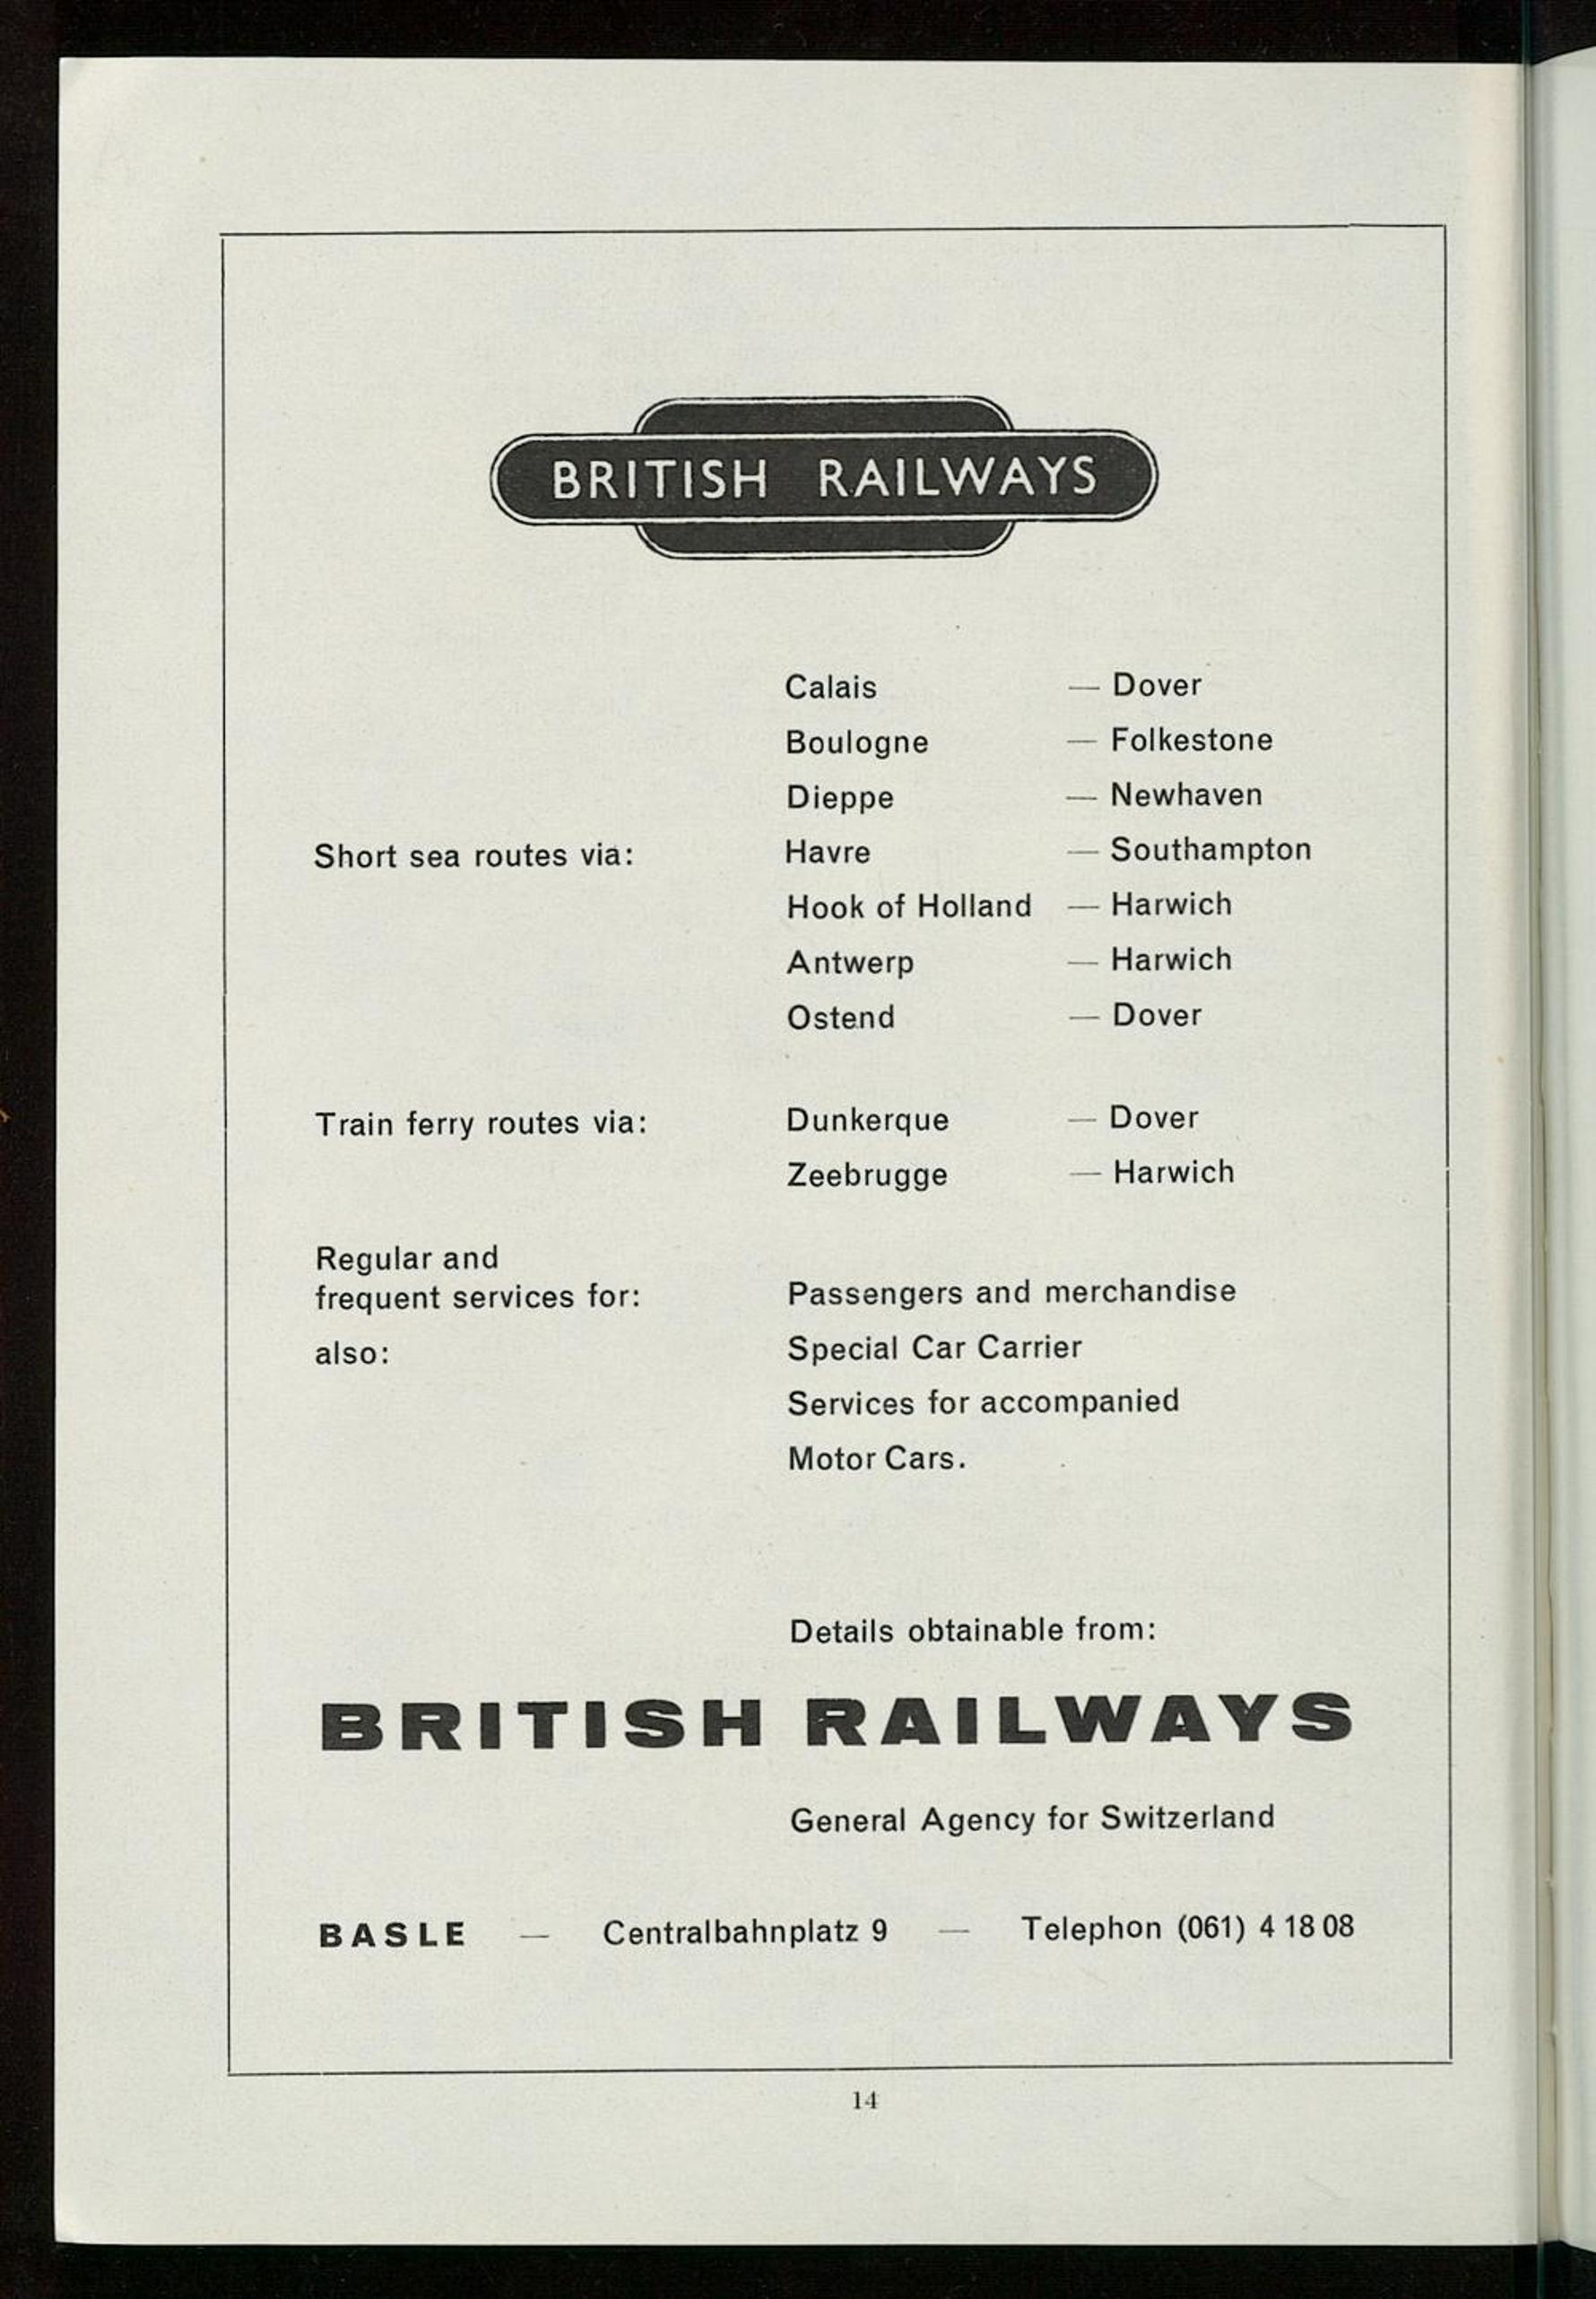 BRITISH RAILWAYS
Calais — Dover
Boulogne — Folkestone
Dieppe — Newhaven
Short sea routes via: Havre — Southampton
Hook of Holland — Harwich
Antwerp — Harwich
Ostend — Dover
Train ferry routes via: Dunkerque — Dover
Zeebrugge — Harwich
Regular and
frequent services for: Passengers and merchandise
also: Special Car Carrier
Services for accompanied
Motor Cars.
Details obtainable from:
BRITISH RAILWAYS
General Agency for Switzerland
BASLE — Centralbahnplatz 9 — Telephon (061) 4 18 08
14